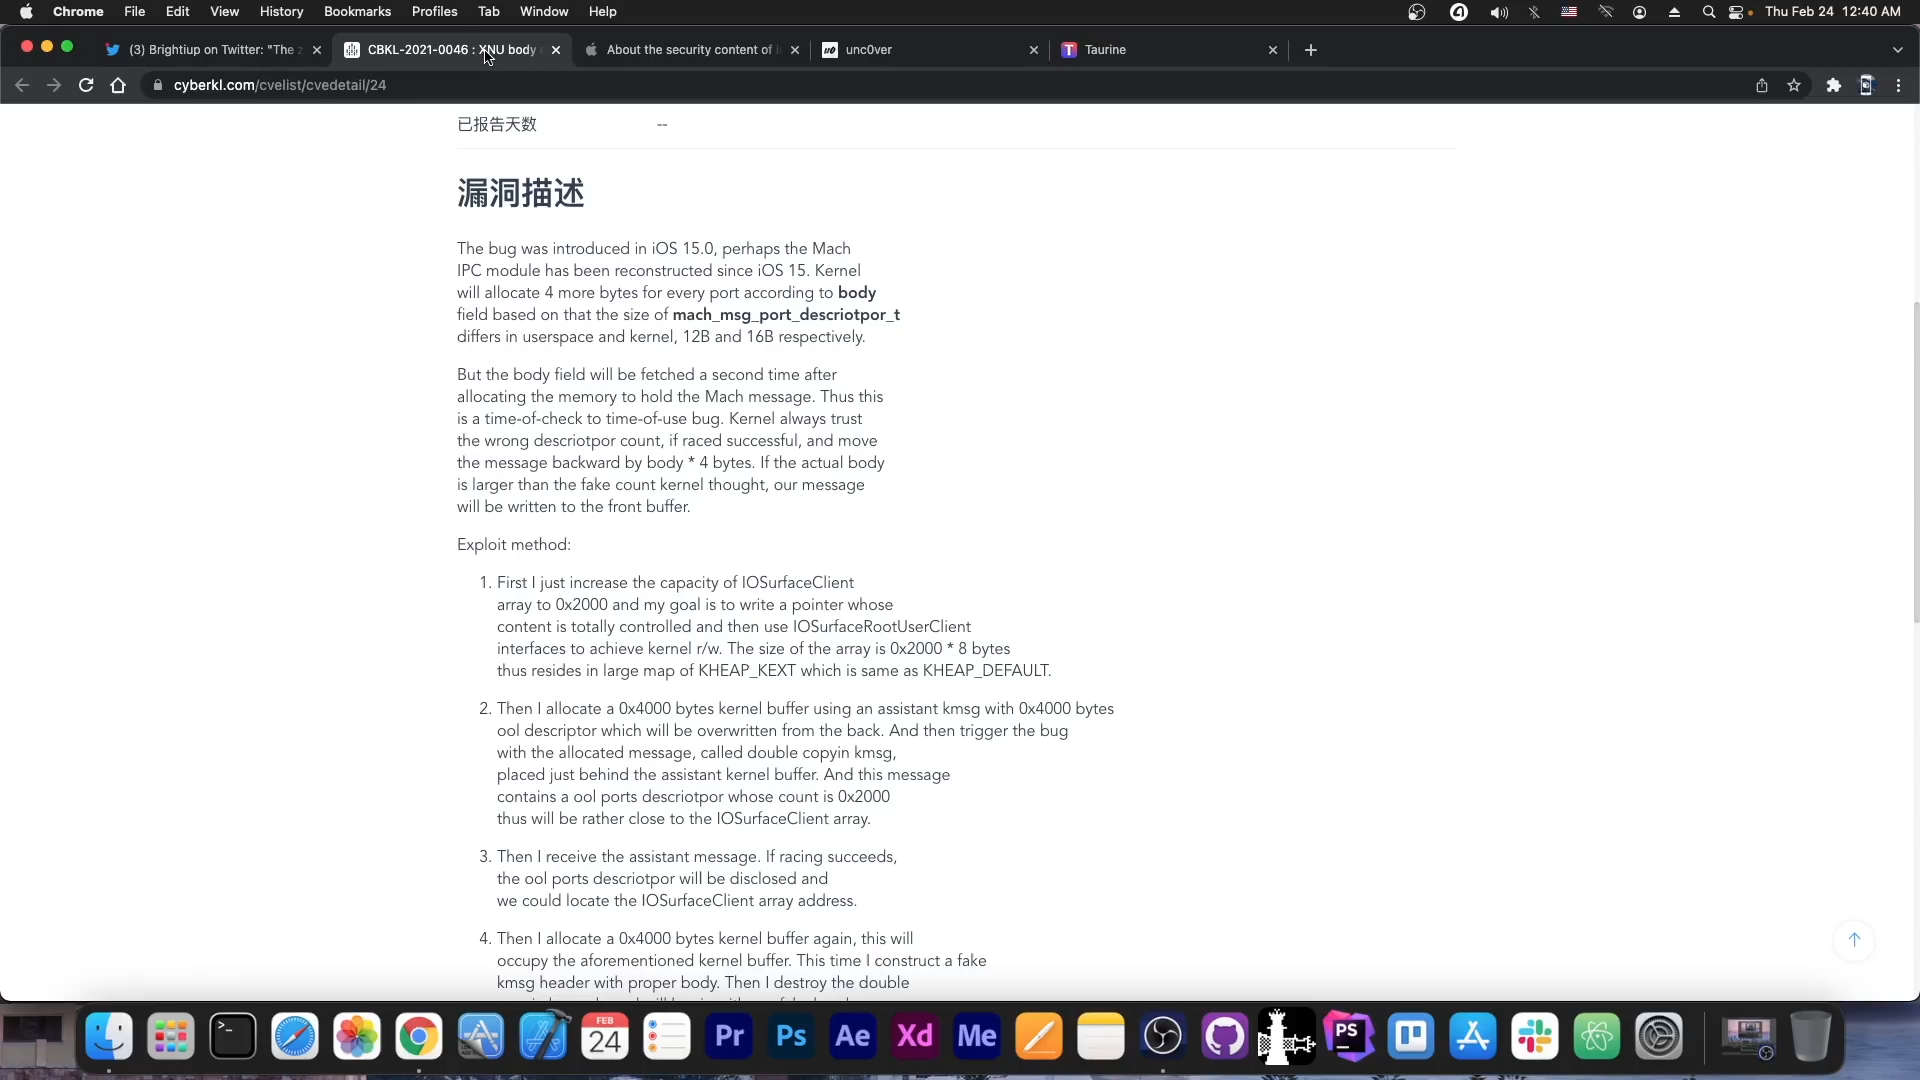 Chrome File Edit View History Bookmarks Profiles Tab Window Help Thu Feb 24 12:40 AM
(3) Brightiup on Twitter: "The z CBKL-2021-0046 : XNU body About the security content of i unc0ver Taurine
cyberkl.com/cvelist/cvedetail/24
已报告天数 --
漏洞描述
The bug was introduced in iOS 15.0, perhaps the Mach
IPC module has been reconstructed since iOS 15. Kernel
will allocate 4 more bytes for every port according to body
field based on that the size of mach_msg_port_descriotpor_t
differs in userspace and kernel, 12B and 16B respectively.
But the body field will be fetched a second time after
allocating the memory to hold the Mach message. Thus this
is a time-of-check to time-of-use bug. Kernel always trust
the wrong descriotpor count, if raced successful, and move
the message backward by body * 4 bytes. If the actual body
is larger than the fake count kernel thought, our message
will be written to the front buffer.
Exploit method:
1. First I just increase the capacity of IOSurfaceClient
array to 0x2000 and my goal is to write a pointer whose
content is totally controlled and then use IOSurfaceRootUserClient
interfaces to achieve kernel r/w. The size of the array is 0x2000 * 8 bytes
thus resides in large map of KHEAP_KEXT which is same as KHEAP_DEFAULT.
2. Then I allocate a 0x4000 bytes kernel buffer using an assistant kmsg with 0x4000 bytes
ool descriptor which will be overwritten from the back. And then trigger the bug
with the allocated message, called double copyin kmsg,
placed just behind the assistant kernel buffer. And this message
contains a ool ports descriotpor whose count is 0x2000
thus will be rather close to the IOSurfaceClient array.
3. Then I receive the assistant message. If racing succeeds,
the ool ports descriotpor will be disclosed and
we could locate the IOSurfaceClient array address.
4. Then I allocate a 0x4000 bytes kernel buffer again, this will
occupy the aforementioned kernel buffer. This time I construct a fake
kmsg header with proper body. Then I destroy the double
FEB
24 Pr Ps Ae Xd Me PS